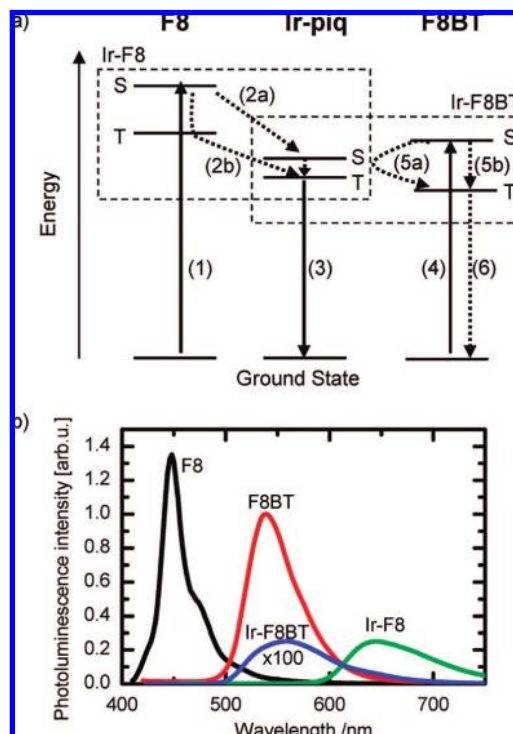 a) F8 Ir-piq F8BT
Ir-F8
Ir-F8BT
S
(2a)
S
S
T
(2b)
(5a) (5b)
T
T
Energy
(1) (3) (4) (6)
Ground State
b)
Photoluminescence intensity [arb.u.]
1.4
1.2
1.0
0.8
0.6
0.4
0.2
0.0
F8
F8BT
Ir-F8BT
x100
Ir-F8
400 500 600 700
Wavelength /nm